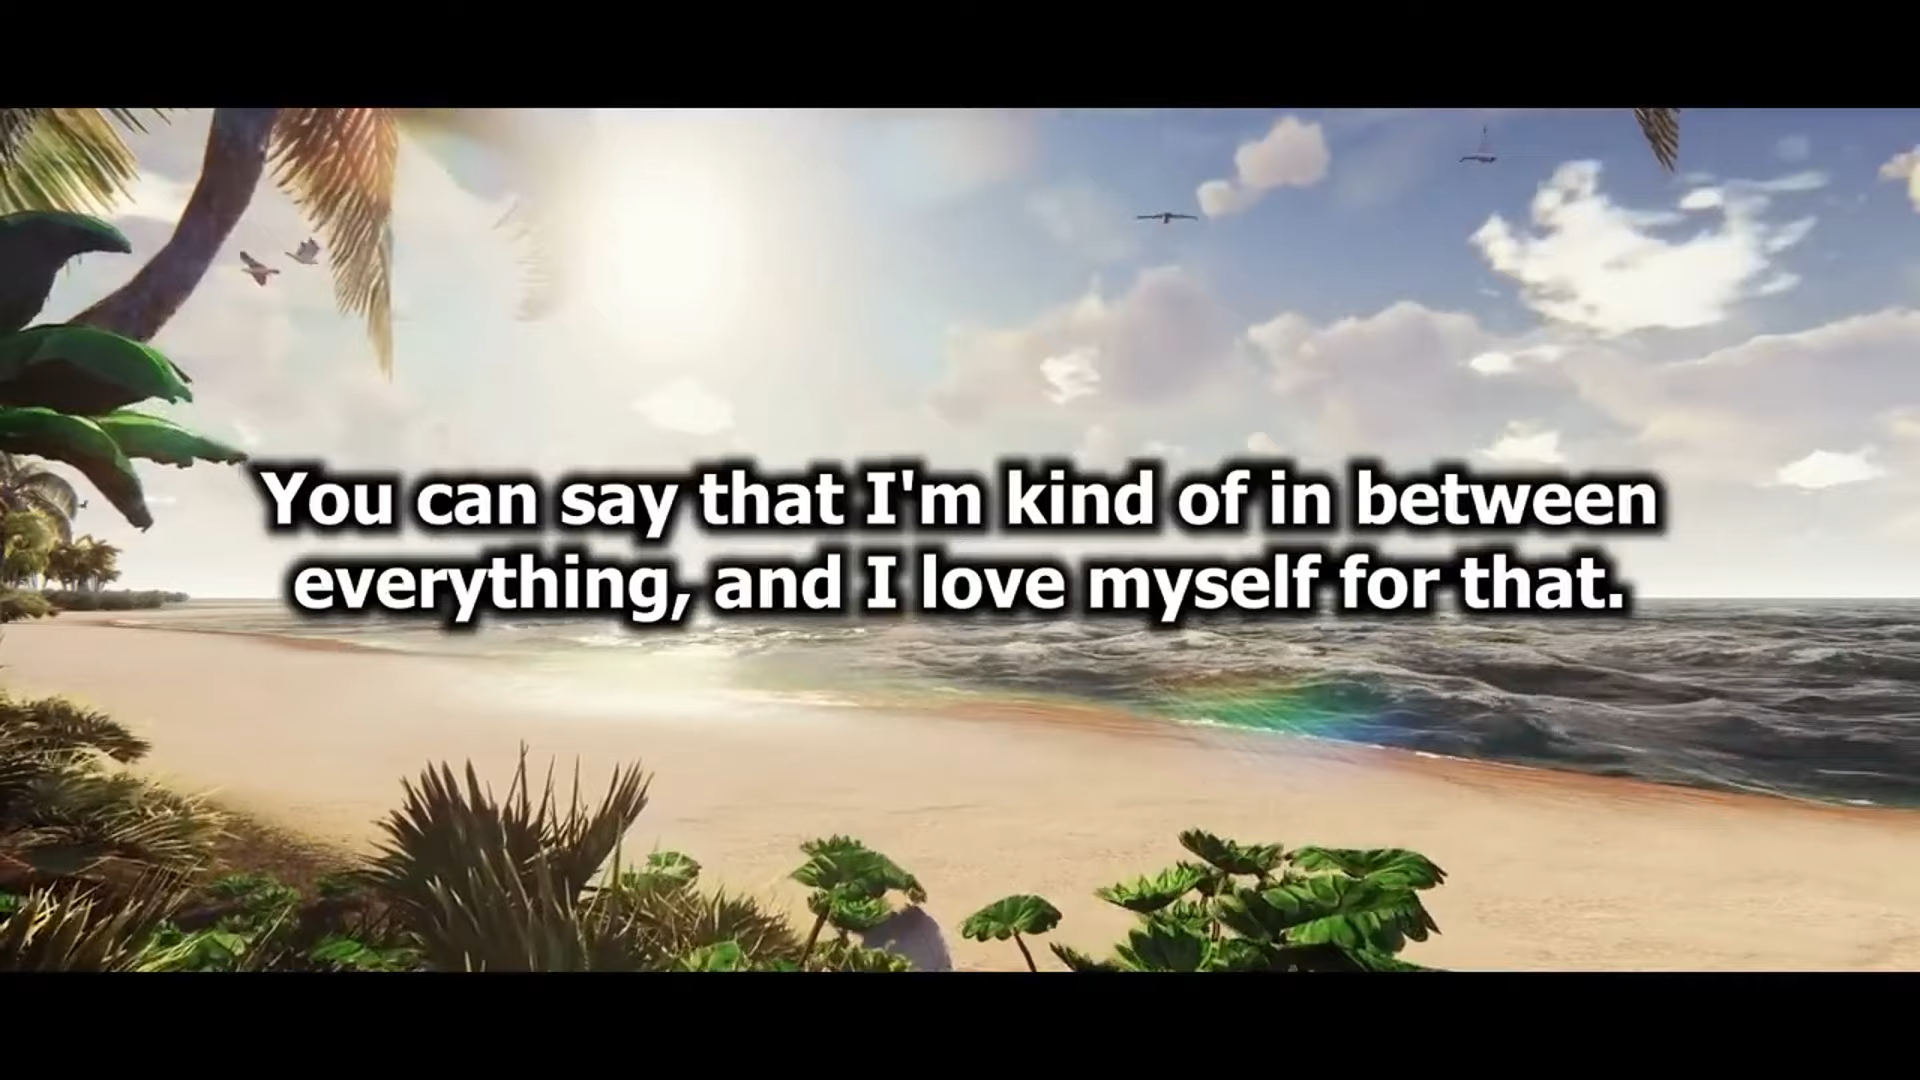 You can say that I'm kind of in between
everything, and I love myself for that.